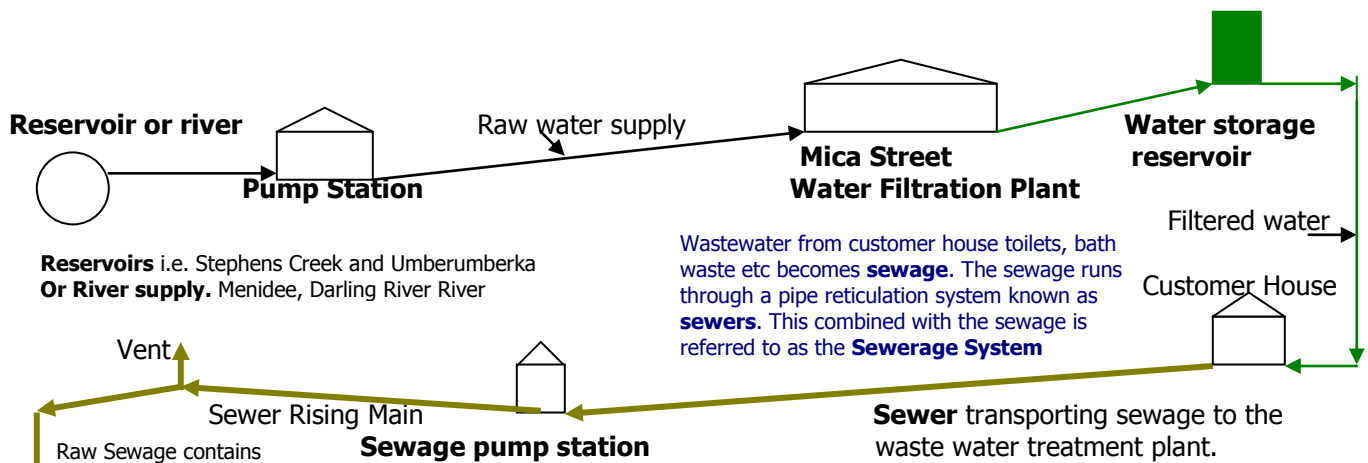 Reservoir or river
Raw water supply
Water storage
reservoir
Pump Station
Mica Street
Water Filtration Plant
Filtered water
Reservoirs i.e. Stephens Creek and Umberumberka
Or River supply. Menidee, Darling River River
Wastewater from customer house toilets, bath
waste etc becomes sewage. The sewage runs
through a pipe reticulation system known as
sewers. This combined with the sewage is
referred to as the Sewerage System
Customer House
Vent
Sewer Rising Main
Sewage pump station
Sewer transporting sewage to the
waste water treatment plant.
Raw Sewage contains